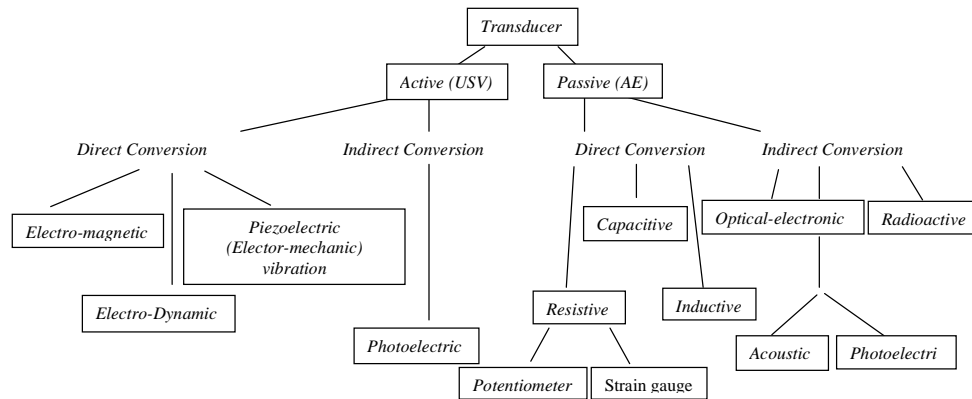 Transducer
Active (USV)
Passive (AE)
Direct Conversion
Indirect Conversion
Direct Conversion
Indirect Conversion
Electro-magnetic
Piezoelectric
(Elector-mechanic)
vibration
Capacitive
Optical-electronic
Radioactive
Electro-Dynamic
Resistive
Inductive
Photoelectric
Acoustic
Photoelectri
Potentiometer
Strain gauge